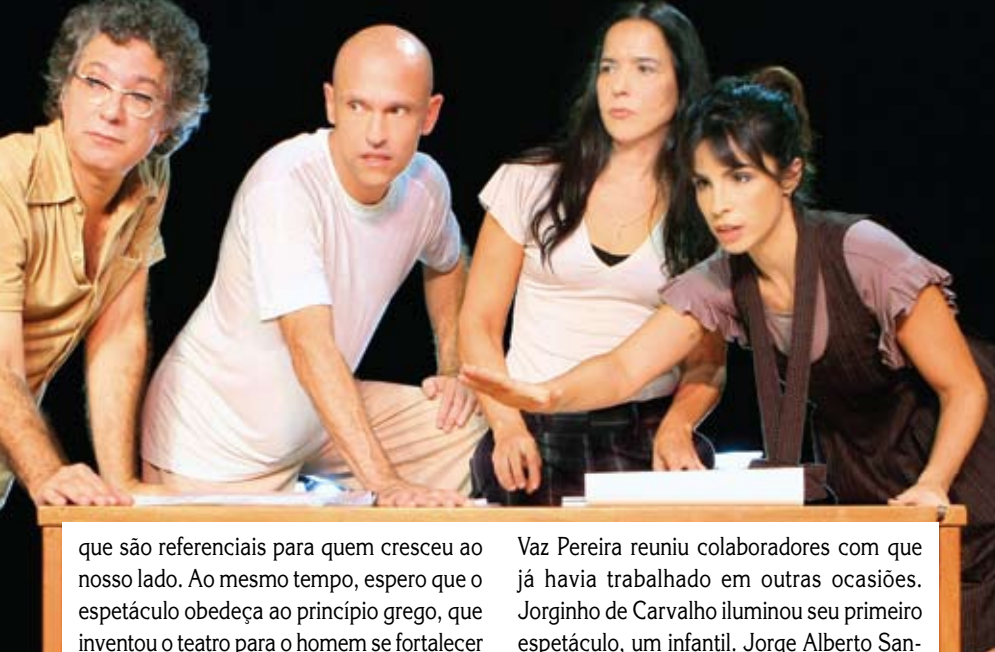 que são referenciais para quem cresceu ao
nosso lado. Ao mesmo tempo, espero que o
espetáculo obedeça ao princípio grego, que
inventou o teatro para o homem se fortalecer
Vaz Pereira reuniu colaboradores com que
já havia trabalhado em outras ocasiões.
Jorginho de Carvalho iluminou seu primeiro
espetáculo, um infantil. Jorge Alberto San-